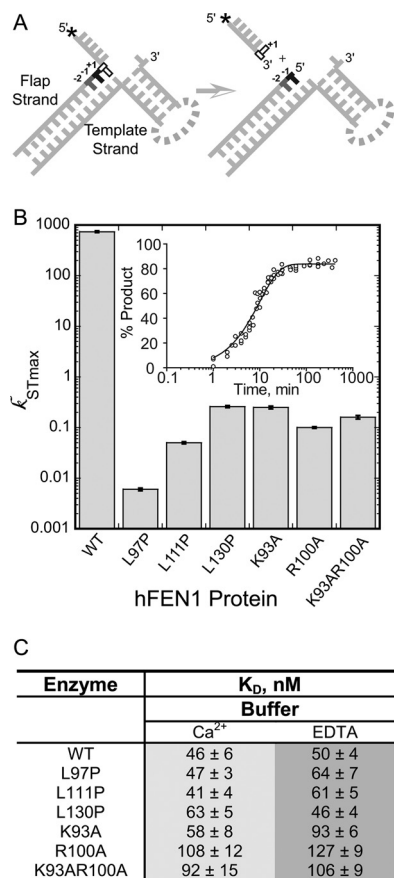 A
5'
+1
3'
-2
-1
Flap
Strand
Template
Strand
5'
+1
3'
+
5'
-2
-1
3'
B
kSTmax
1000
100
10
1
0.1
0.01
0.001
% Product
100
80
60
40
20
0
0.1 1 10 100 1000
Time, min
WT L97P L111P L130P K93A R100A K93AR100A
hFEN1 Protein
C
Enzyme KD, nM
Buffer
Ca2+ EDTA
WT 46 ± 6 50 ± 4
L97P 47 ± 3 64 ± 7
L111P 41 ± 4 61 ± 5
L130P 63 ± 5 46 ± 4
K93A 58 ± 8 93 ± 6
R100A 108 ± 12 127 ± 9
K93AR100A 92 ± 15 106 ± 9